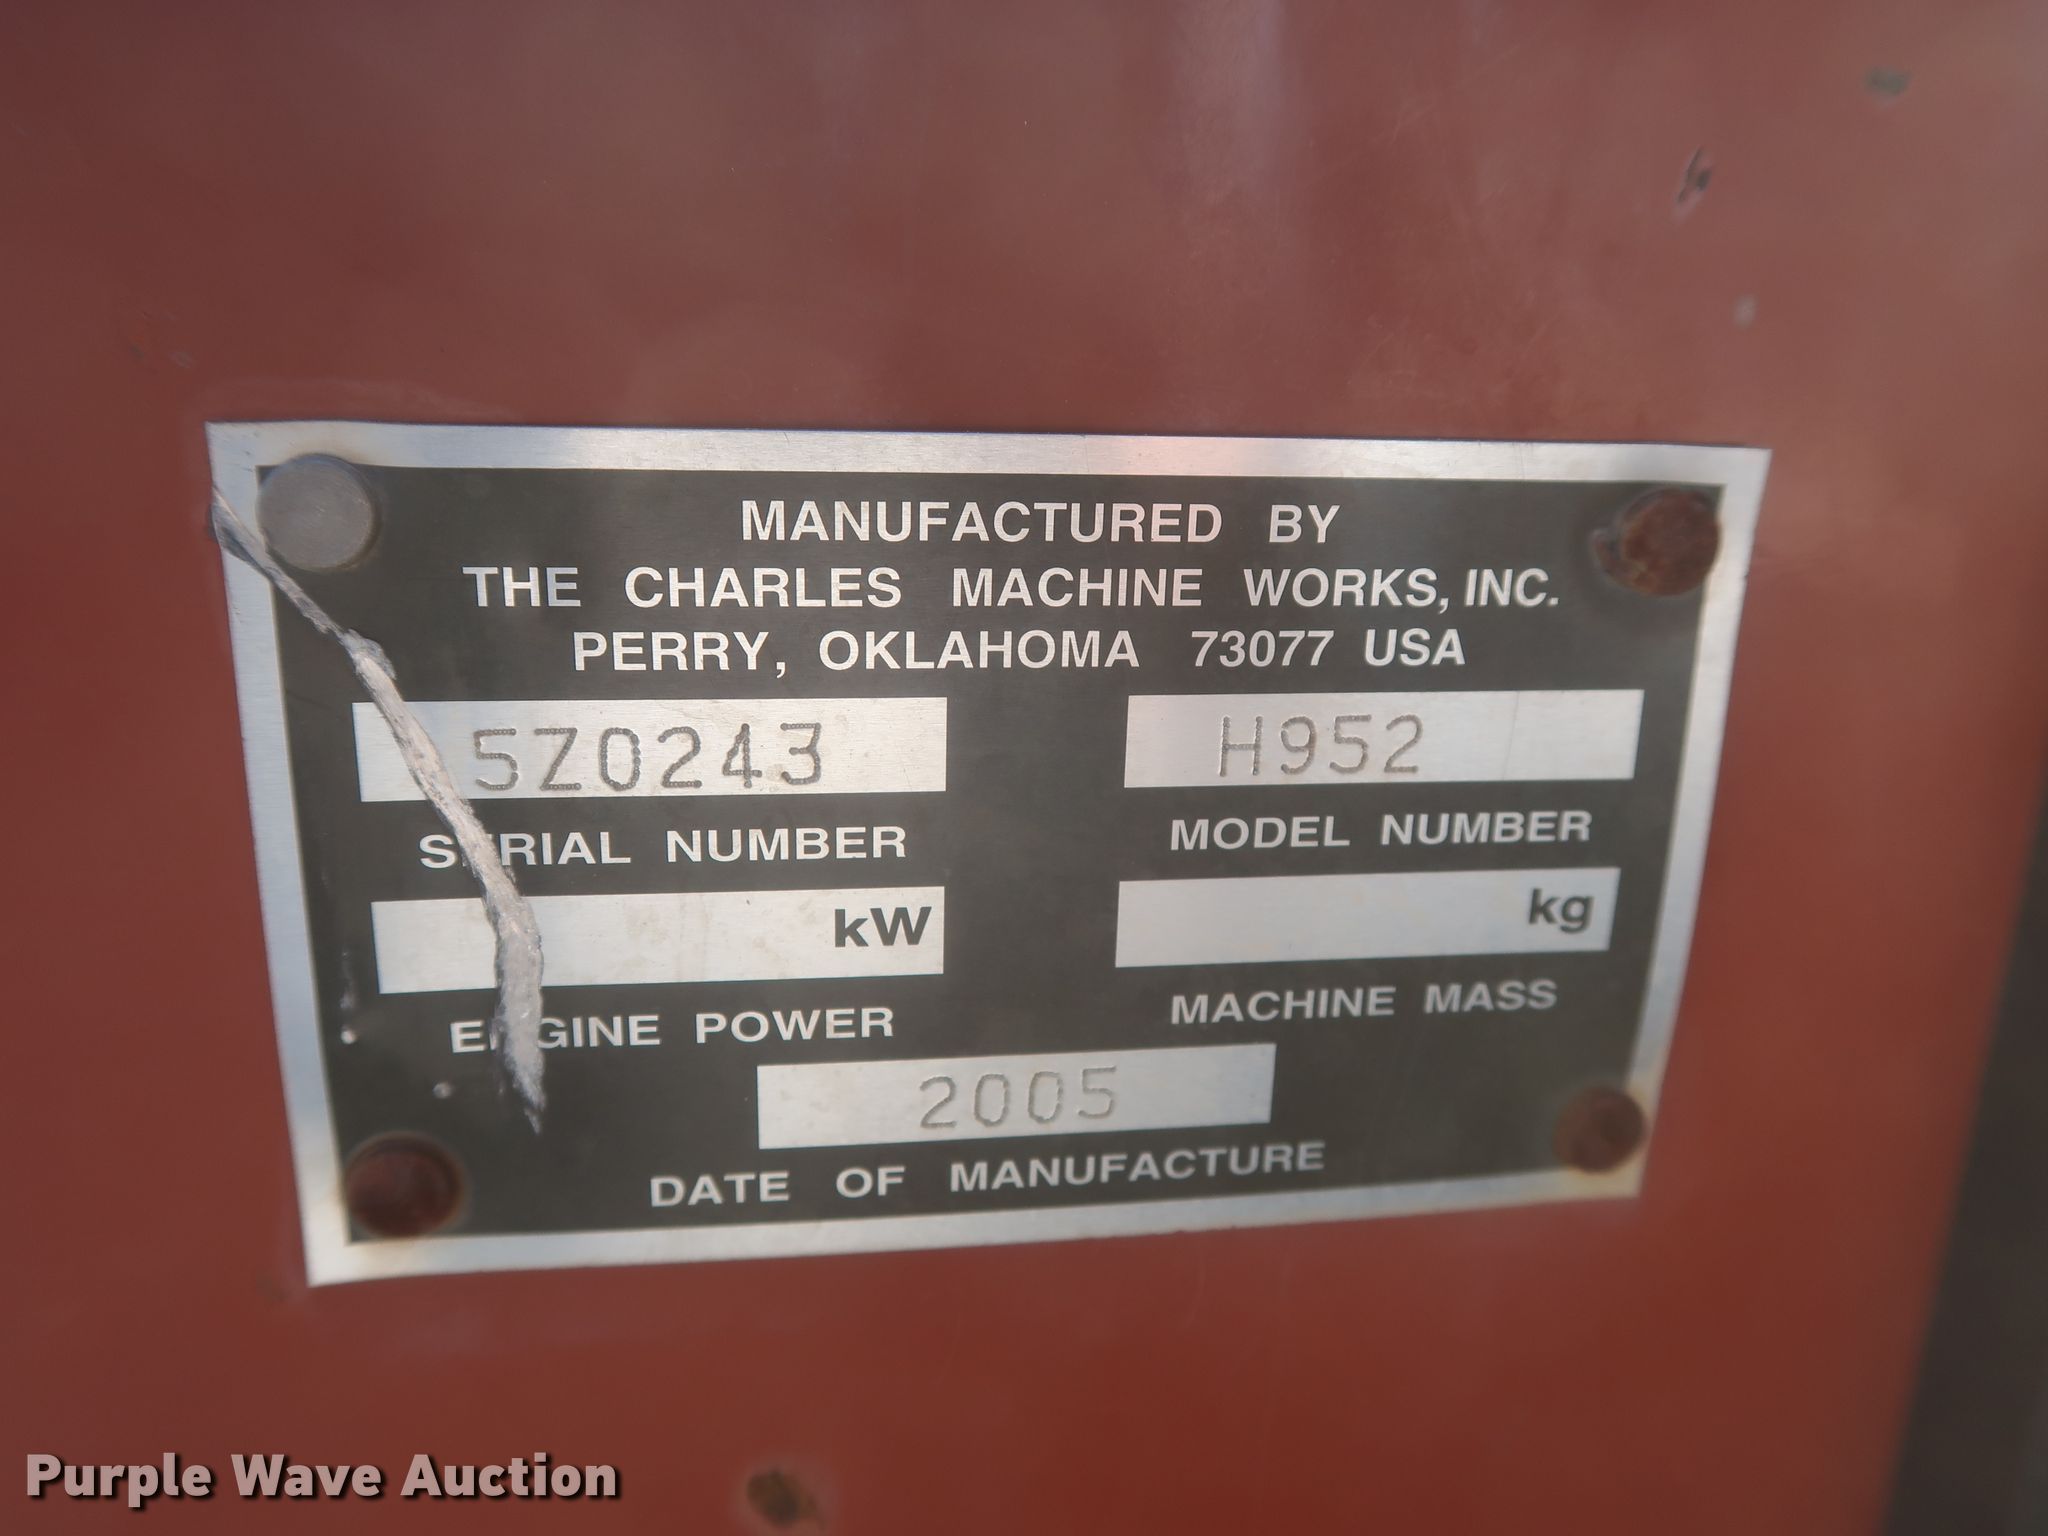 MANUFACTURED BY
THE CHARLES MACHINE WORKS, INC.
PERRY, OKLAHOMA 73077 USA
5Z0243 H952
SERIAL NUMBER MODEL NUMBER
kW kg
ENGINE POWER MACHINE MASS
2005
DATE OF MANUFACTURE
Purple Wave Auction